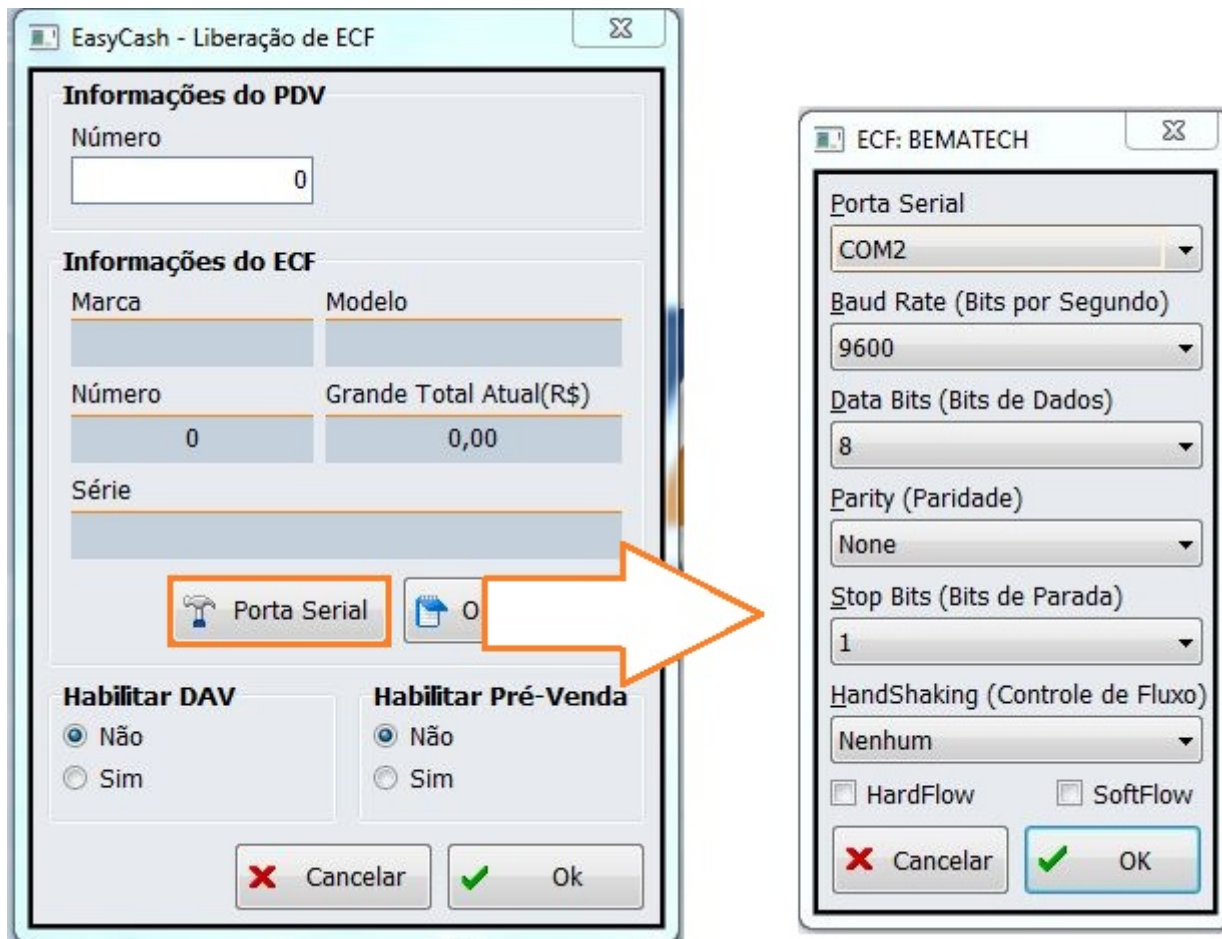 EasyCash - Liberação de ECF
Informações do PDV
Número
0
Informações do ECF
Marca Modelo
Número Grande Total Atual(R$)
0 0,00
Série
Porta Serial
Habilitar DAV Habilitar Pré-Venda
Não Não
Sim Sim
Cancelar Ok
ECF: BEMATECH
Porta Serial
COM2
Baud Rate (Bits por Segundo)
9600
Data Bits (Bits de Dados)
8
Parity (Paridade)
None
Stop Bits (Bits de Parada)
1
HandShaking (Controle de Fluxo)
Nenhum
HardFlow SoftFlow
Cancelar OK